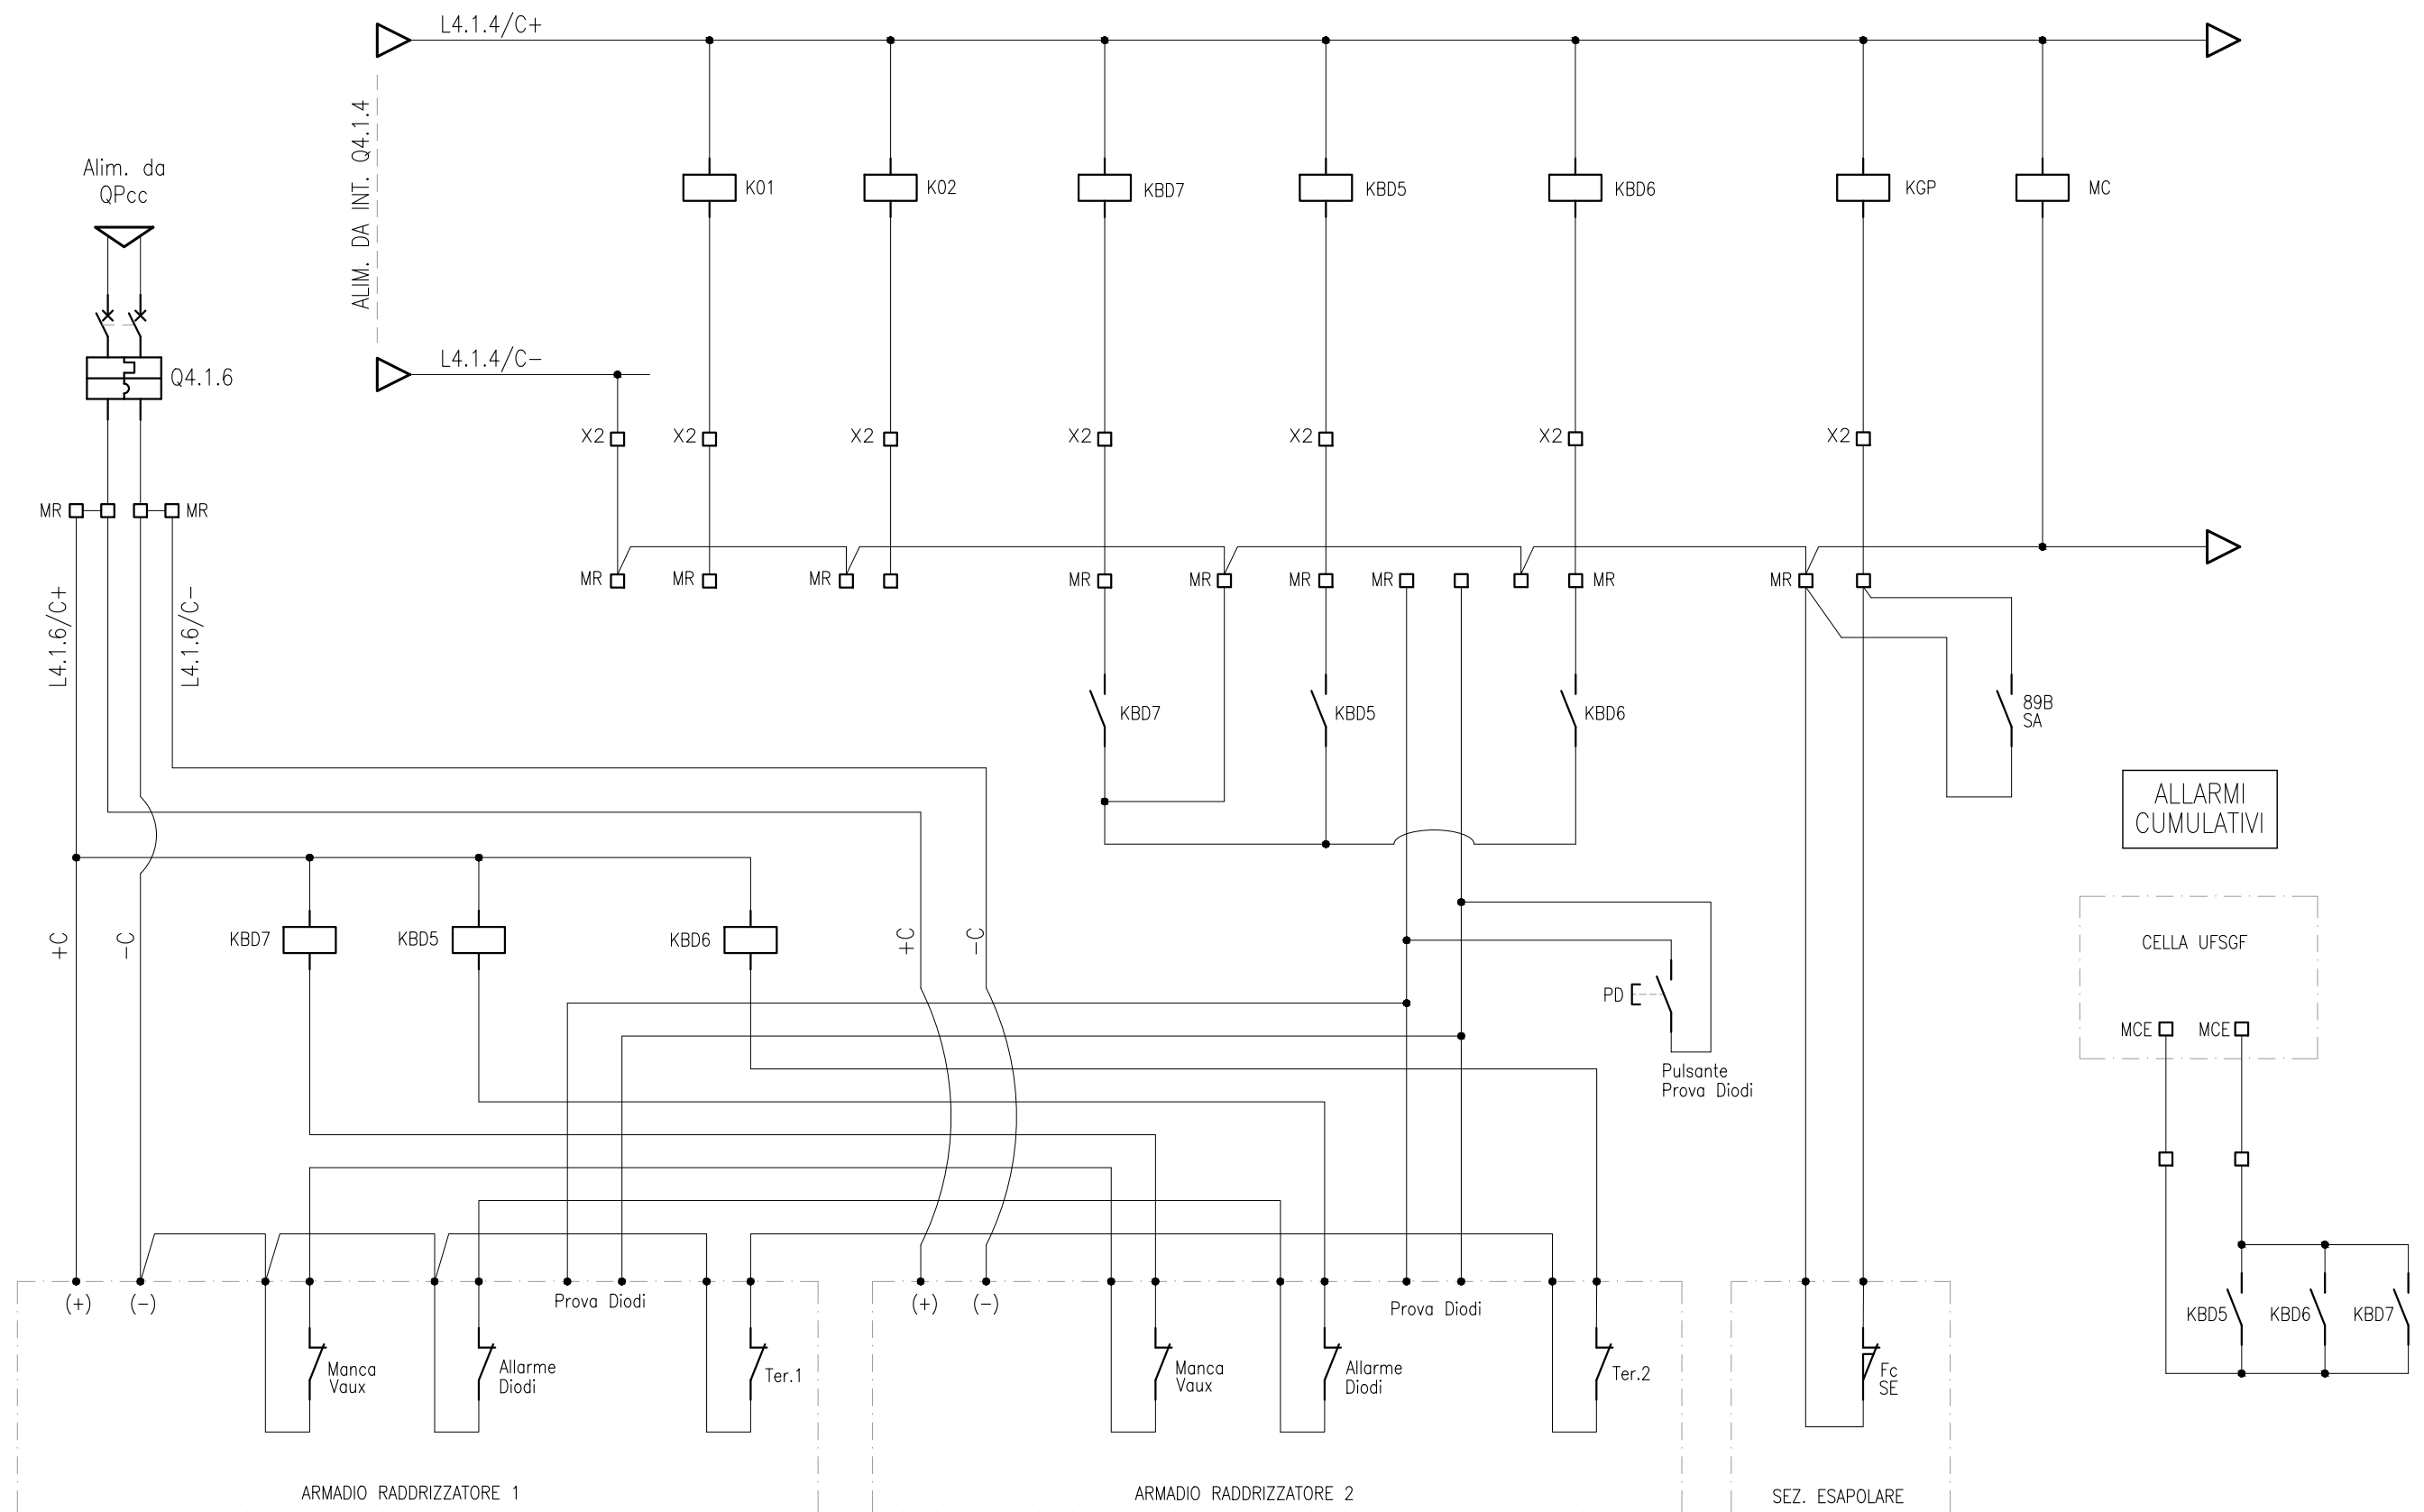 L4.1.4/C+
ALIM. DA INT. Q4.1.4
Alim. da
QPcc
K01
K02
KBD7
KBD5
KBD6
KGP
MC
L4.1.4/C-
Q4.1.6
X2
X2
X2
X2
X2
X2
X2
MR
MR
MR
MR
MR
MR
MR
MR
MR
MR
MR
L4.1.6/C+
L4.1.6/C-
KBD7
KBD5
KBD6
89B
SA
ALLARMI
CUMULATIVI
+C
-C
KBD7
KBD5
KBD6
+C
-C
CELLA UFSGF
PD
MCE
MCE
Pulsante
Prova Diodi
(+)
(-)
Prova Diodi
(+)
(-)
Prova Diodi
KBD5
KBD6
KBD7
Manca
Vaux
Allarme
Diodi
Ter.1
Manca
Vaux
Allarme
Diodi
Ter.2
Fc
SE
ARMADIO RADDRIZZATORE 1
ARMADIO RADDRIZZATORE 2
SEZ. ESAPOLARE